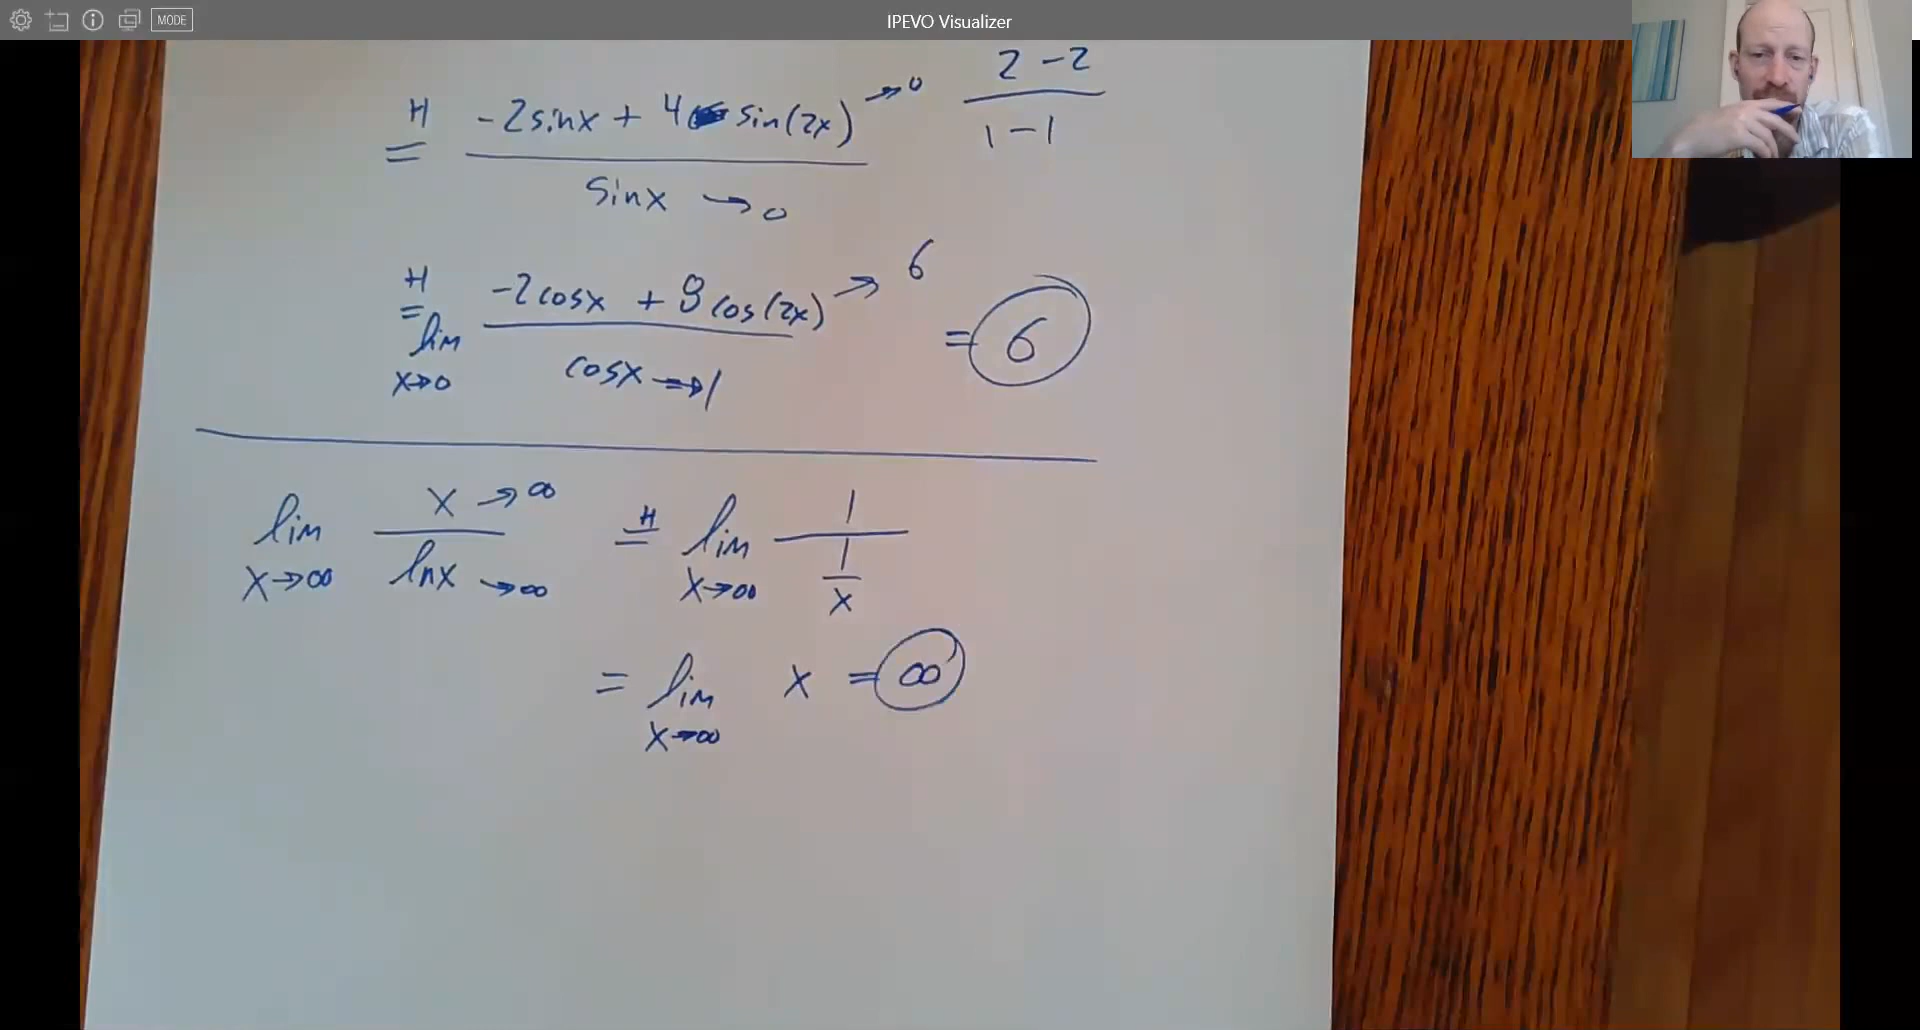 MODE
IPEVO Visualizer
2 - 2
H -2sinx + 4 sin(2x) → 0
= sinx → 0
1 - 1
H = lim x→0 -2cosx + 8cos(2x) → 6
cosx → 1
= 6
lim x→∞ x → ∞
lnx → ∞
H = lim x→∞ 1
1
x
= lim x→∞ x = ∞